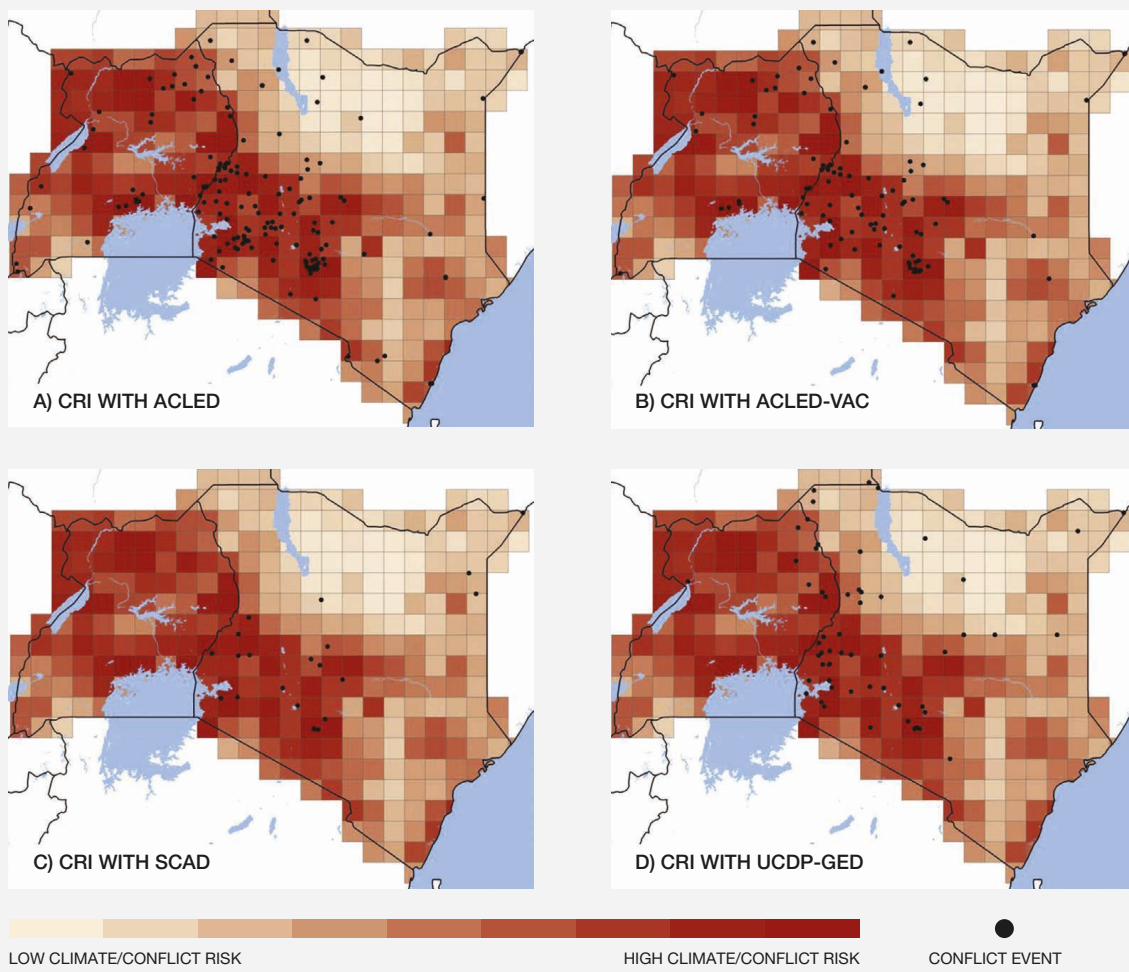 A) CRI WITH ACLED
B) CRI WITH ACLED-VAC
C) CRI WITH SCAD
D) CRI WITH UCDP-GED
LOW CLIMATE/CONFLICT RISK
HIGH CLIMATE/CONFLICT RISK
CONFLICT EVENT